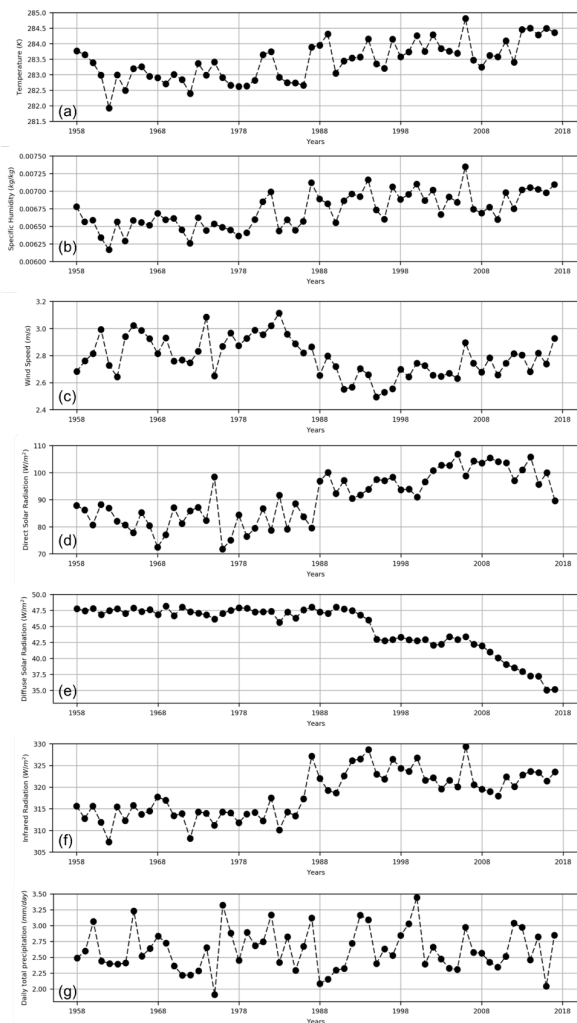 285.0
284.5
284.0
283.5
283.0
282.5
282.0
281.5
Temperature (K)
(a)
1958 1968 1978 1988 1998 2008 2018
Years
0.00750
0.00700
0.00650
0.00625
0.00600
Specific Humidity (kg/kg)
(b)
1958 1968 1978 1988 1998 2008 2018
Years
3.2
3.0
2.8
2.6
2.4
Wind Speed (m/s)
(c)
1958 1968 1978 1988 1998 2008 2018
Years
110
100
90
80
70
Direct Solar Radiation (W/m²)
(d)
1958 1968 1978 1988 1998 2008 2018
Years
50.0
47.5
45.0
42.5
40.0
37.5
35.0
Diffuse Solar Radiation (W/m²)
(e)
1958 1968 1978 1988 1998 2008 2018
Years
330
325
320
315
310
305
Infrared Radiation (W/m²)
(f)
1958 1968 1978 1988 1998 2008 2018
Years
3.50
3.25
3.00
2.75
2.50
2.25
2.00
Daily total precipitation (mm/day)
(g)
1958 1968 1978 1988 1998 2008 2018
Years